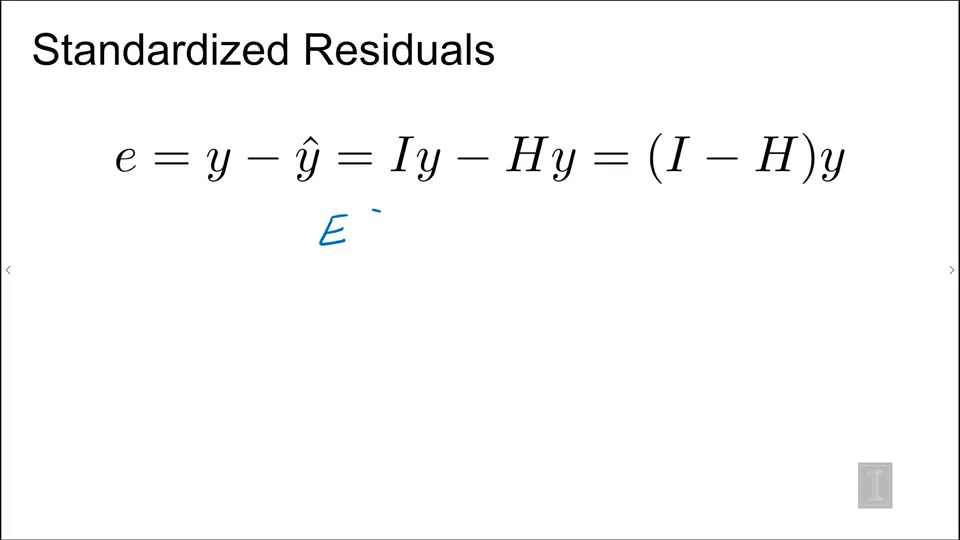 Standardized Residuals
e = y − ŷ = Iy − Hy = (I − H)y
E